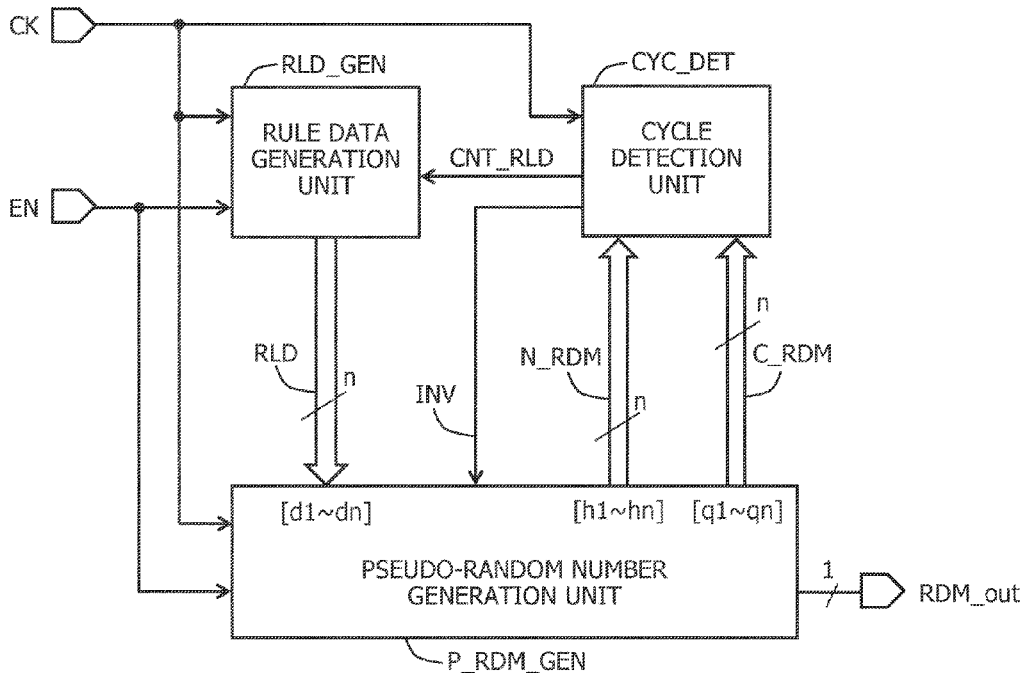 CK
RLD_GEN
CYC_DET
RULE DATA
GENERATION
UNIT
CYCLE
DETECTION
UNIT
CNT_RLD
EN
RLD
n
INV
N_RDM
n
n
C_RDM
[d1~dn]
[h1~hn]
[q1~qn]
PSEUDO-RANDOM NUMBER
GENERATION UNIT
1
RDM_out
P_RDM_GEN